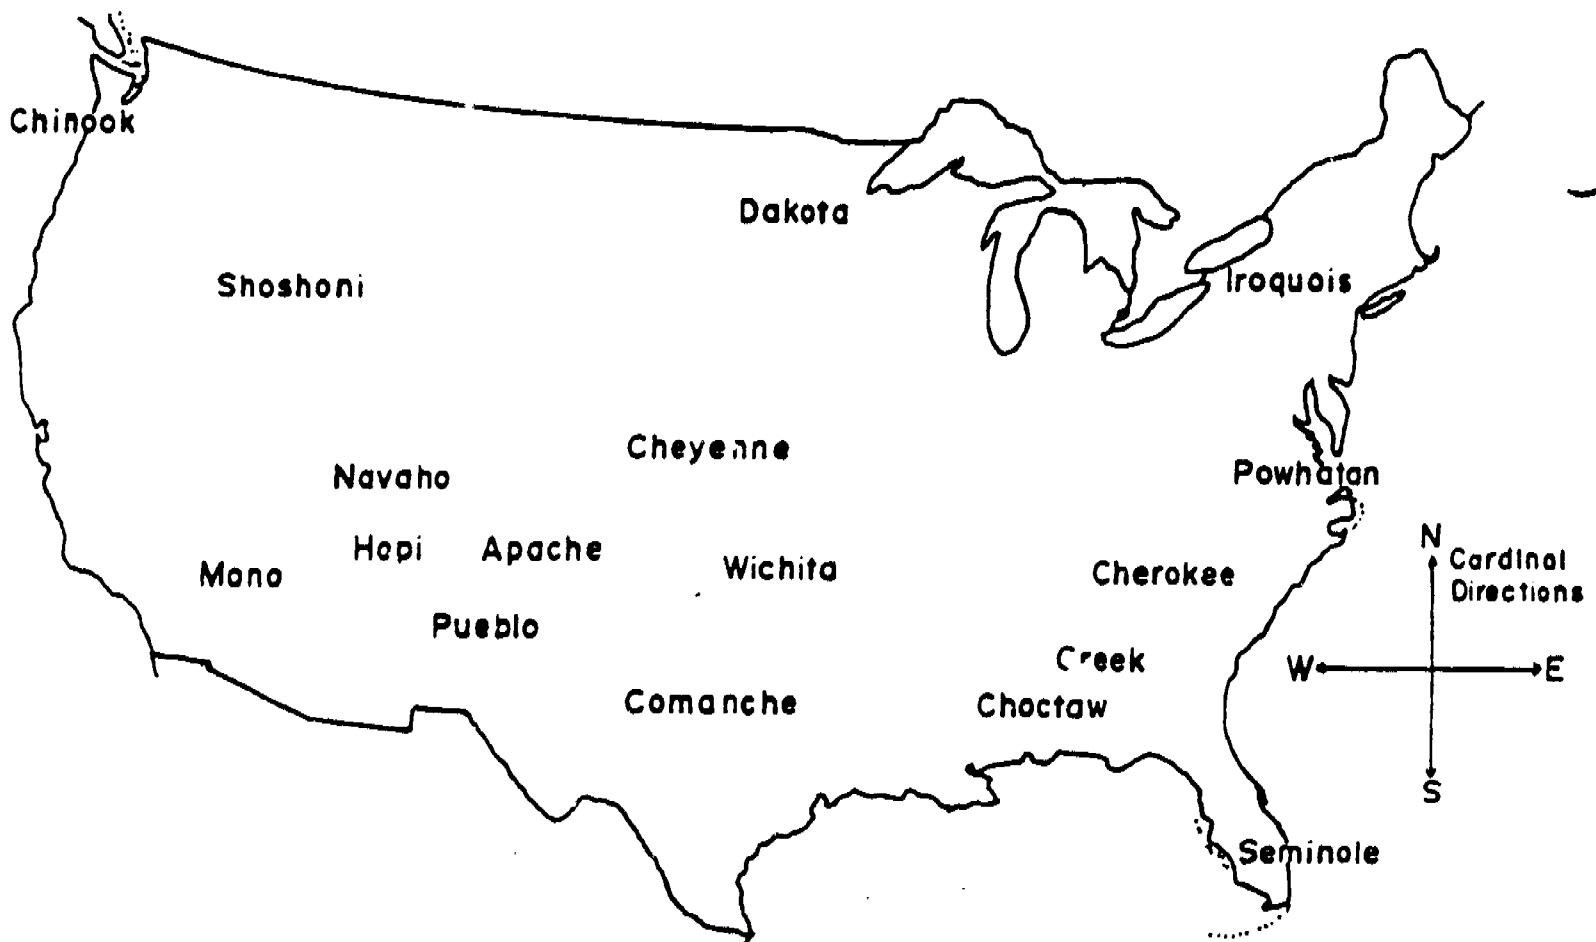 Chinook
Dakota
Shoshoni
Iroquois
Cheyenne
Navaho
Powhatan
Hopi
Apache
Mono
Wichita
Cherokee
N
Cardinal
Directions
Pueblo
Creek
W
E
Comanche
Choctaw
S
Seminole